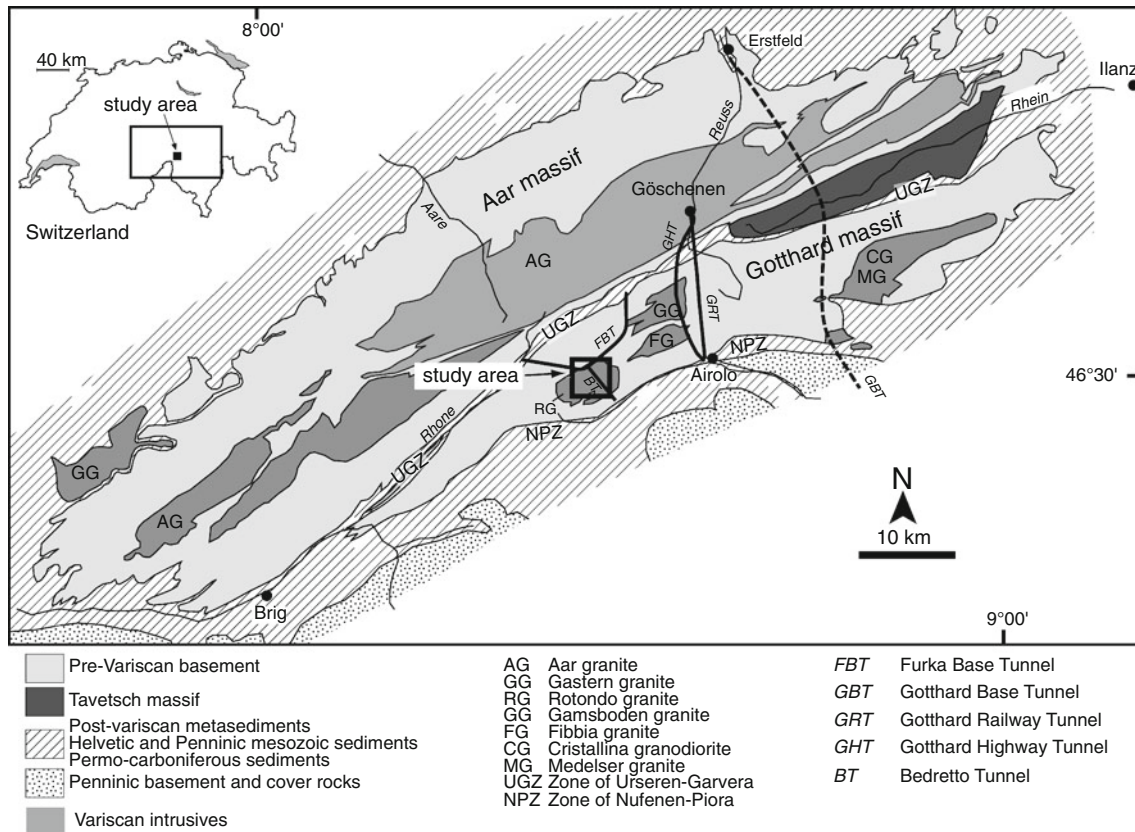 8°00'
40 km
study area
Switzerland
Erstfeld
Ilanz
Reuss
Rhein
Aar massif
Aare
Göschenen
UGZ
GHT
Gotthard massif
AG
CG
MG
UGZ
GG
GRT
FBT
FG
NPZ
study area
Airolo
BT
46°30'
GBT
RG
Rhone
NPZ
UGZ
GG
N
AG
10 km
Brig
9°00'
Pre-Variscan basement
Tavetsch massif
Post-variscan metasediments
Helvetic and Penninic mesozoic sediments
Permo-carboniferous sediments
Penninic basement and cover rocks
Variscan intrusives
AG Aar granite
GG Gastern granite
RG Rotondo granite
GG Gamsboden granite
FG Fibbia granite
CG Cristallina granodiorite
MG Medelser granite
UGZ Zone of Urseren-Garvera
NPZ Zone of Nufenen-Piora
FBT Furka Base Tunnel
GBT Gotthard Base Tunnel
GRT Gotthard Railway Tunnel
GHT Gotthard Highway Tunnel
BT Bedretto Tunnel